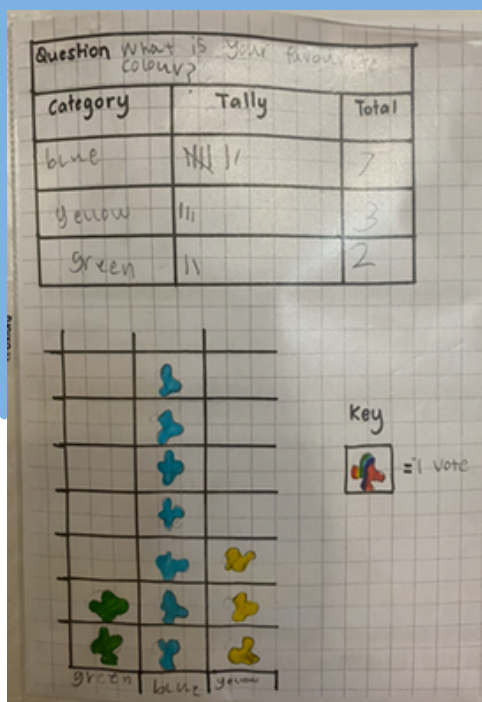 Question What is your favourite
colour?
Category Tally Total
blue 7
yellow 3
green 2
Key
= 1 vote
green blue yellow